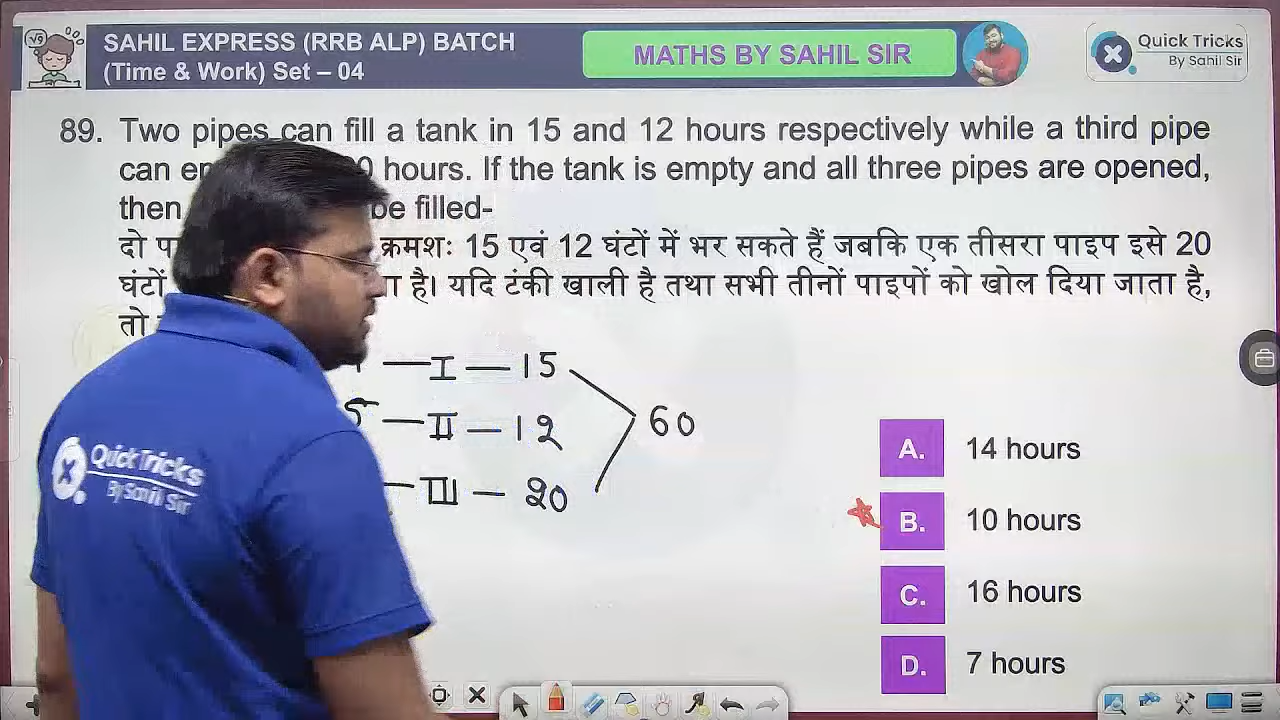 SAHIL EXPRESS (RRB ALP) BATCH
(Time & Work) Set – 04
MATHS BY SAHIL SIR
Quick Tricks
By Sahil Sir
89. Two pipes can fill a tank in 15 and 12 hours respectively while a third pipe
can hours. If the tank is empty and all three pipes are opened,
then be filled-
दो क्रमशः 15 एवं 12 घंटों में भर सकते हैं जबकि एक तीसरा पाइप इसे 20
घंटों है। यदि टंकी खाली है तथा सभी तीनों पाइपों को खोल दिया जाता है,
तो
— I — 15
5 — II — 12
— III — 20
60
A. 14 hours
B. 10 hours
C. 16 hours
D. 7 hours
Quick Tricks
By Sahil Sir